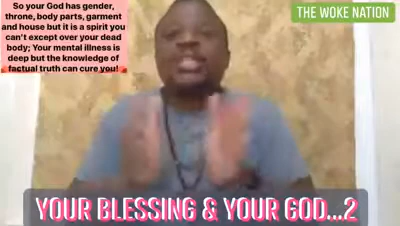 So your God has gender,
throne, body parts, garment
and house but it is a spirit you
can't except over your dead
body; Your mental illness is
deep but the knowledge of
factual truth can cure you!
THE WOKE NATION
YOUR BLESSING & YOUR GOD...2